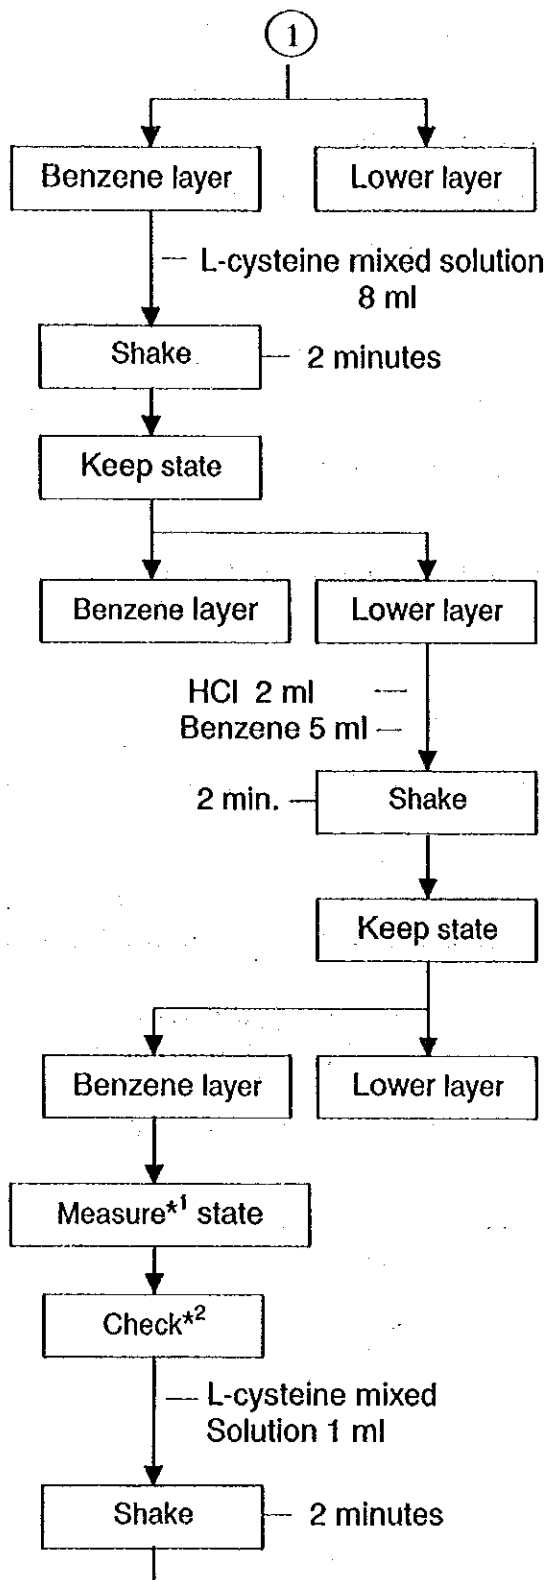 1
Benzene layer
Lower layer
L-cysteine mixed solution
8 ml
Shake
2 minutes
Keep state
Benzene layer
Lower layer
HCl 2 ml
Benzene 5 ml
2 min.
Shake
Keep state
Benzene layer
Lower layer
Measure*1 state
Check*2
L-cysteine mixed
Solution 1 ml
Shake
2 minutes